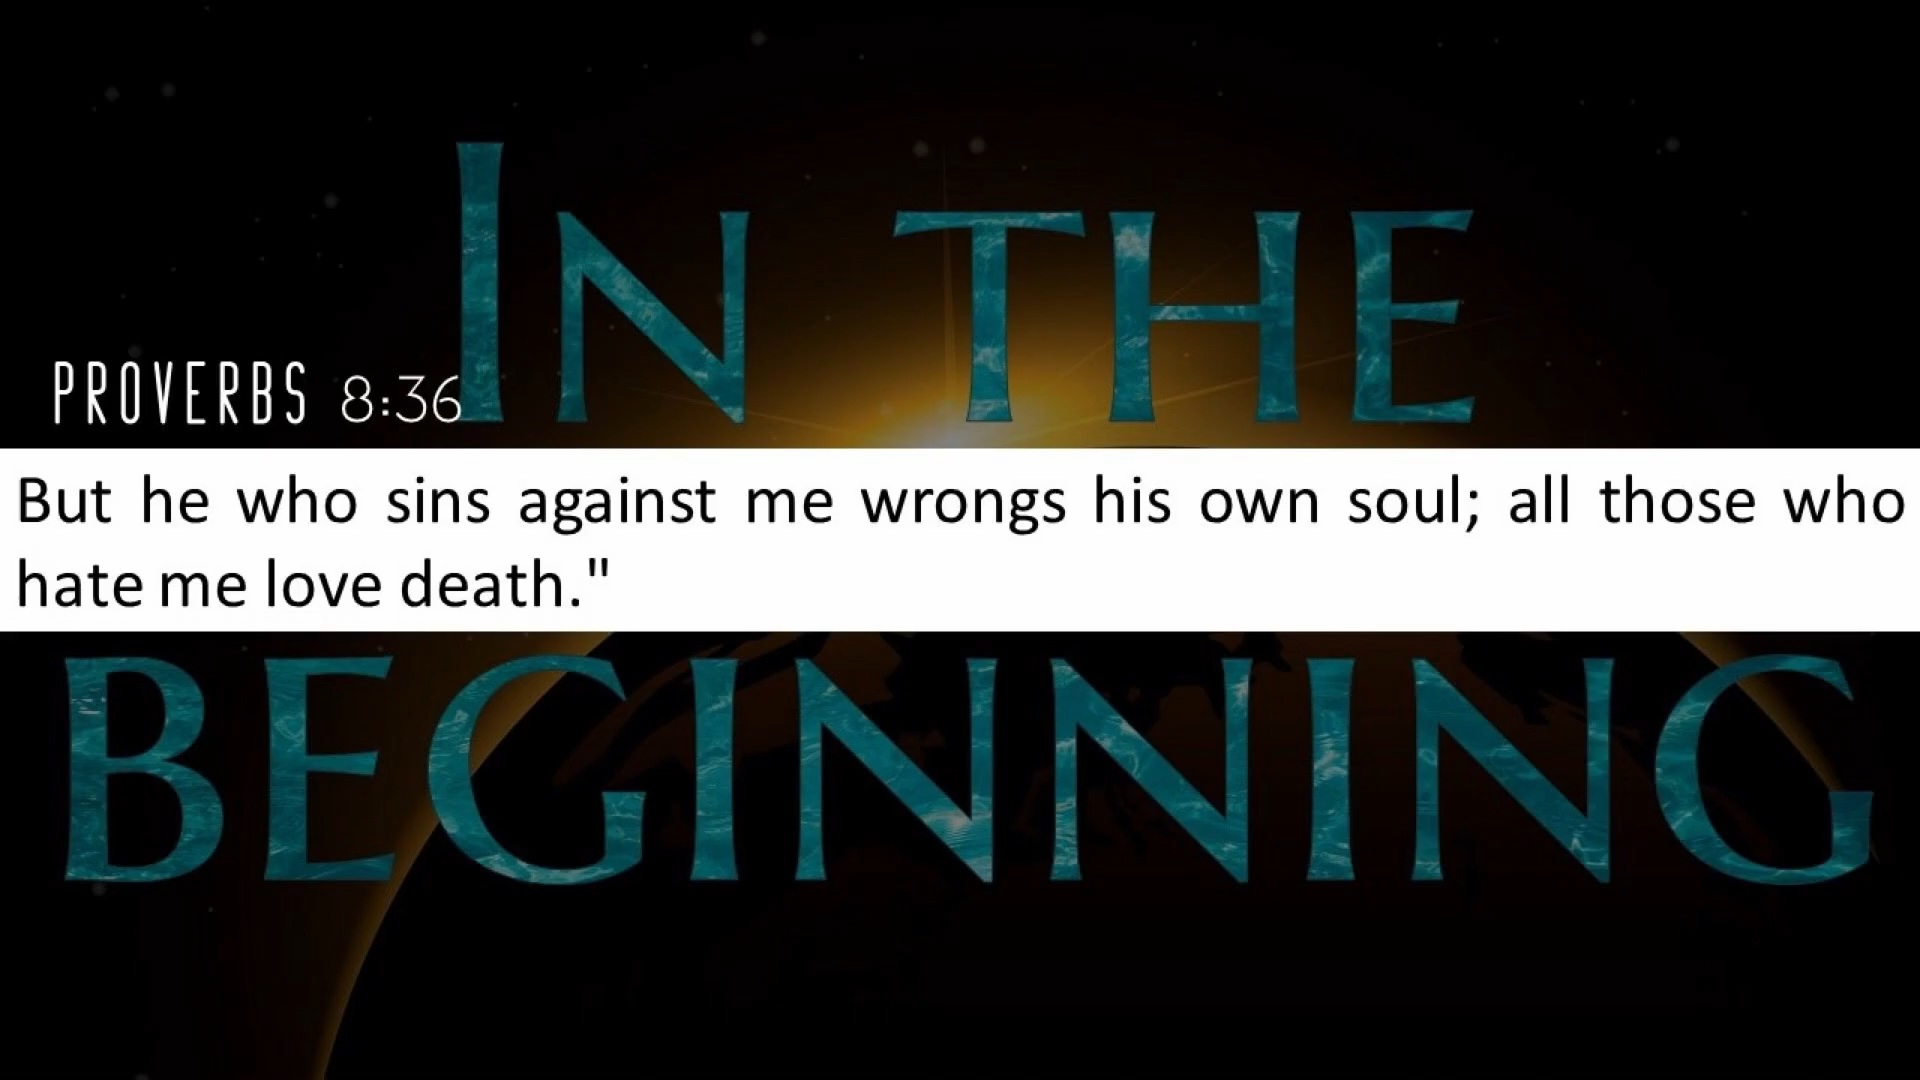 IN THE
PROVERBS 8:36
But he who sins against me wrongs his own soul; all those who
hate me love death."
BEGINNING